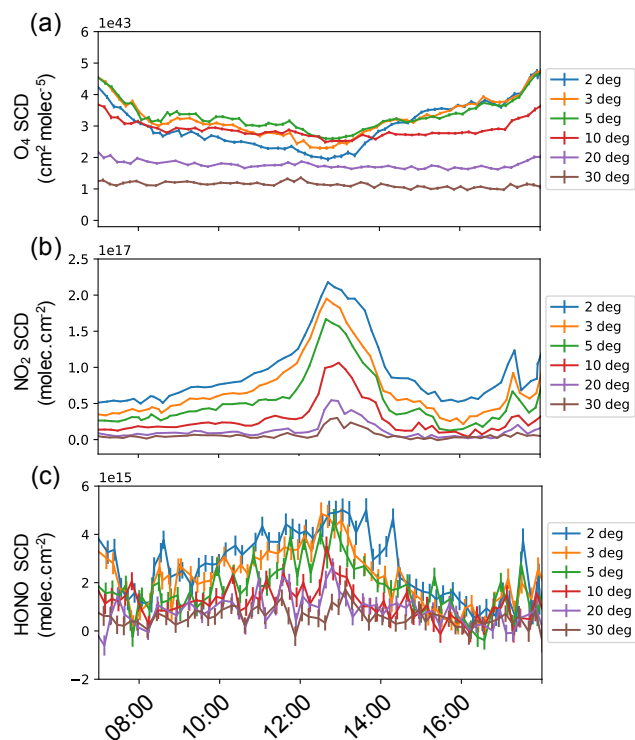 (a)
1e43
6
5
4
3
2
1
0
O₄ SCD
(cm² molec⁻⁵)
2 deg
3 deg
5 deg
10 deg
20 deg
30 deg
(b)
1e17
2.5
2.0
1.5
1.0
0.5
0.0
NO₂ SCD
(molec.cm²)
2 deg
3 deg
5 deg
10 deg
20 deg
30 deg
(c)
1e15
6
4
2
0
−2
HONO SCD
(molec.cm²)
2 deg
3 deg
5 deg
10 deg
20 deg
30 deg
08:00
10:00
12:00
14:00
16:00